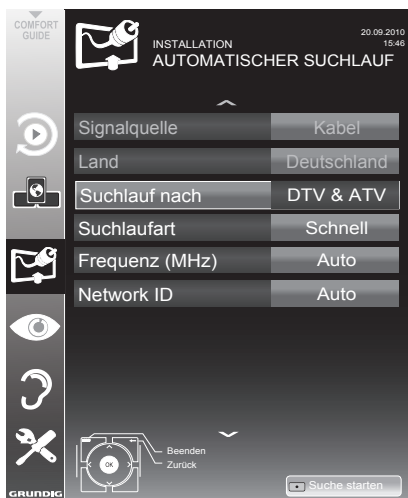 COMFORT
GUIDE
INSTALLATION
AUTOMATISCHER SUCHLAUF
20.09.2010
15:46
Signalquelle Kabel
Land Deutschland
Suchlauf nach DTV & ATV
Suchlaufart Schnell
Frequenz (MHz) Auto
Network ID Auto
OK
Beenden
Zurück
Suche starten
GRUNDIG